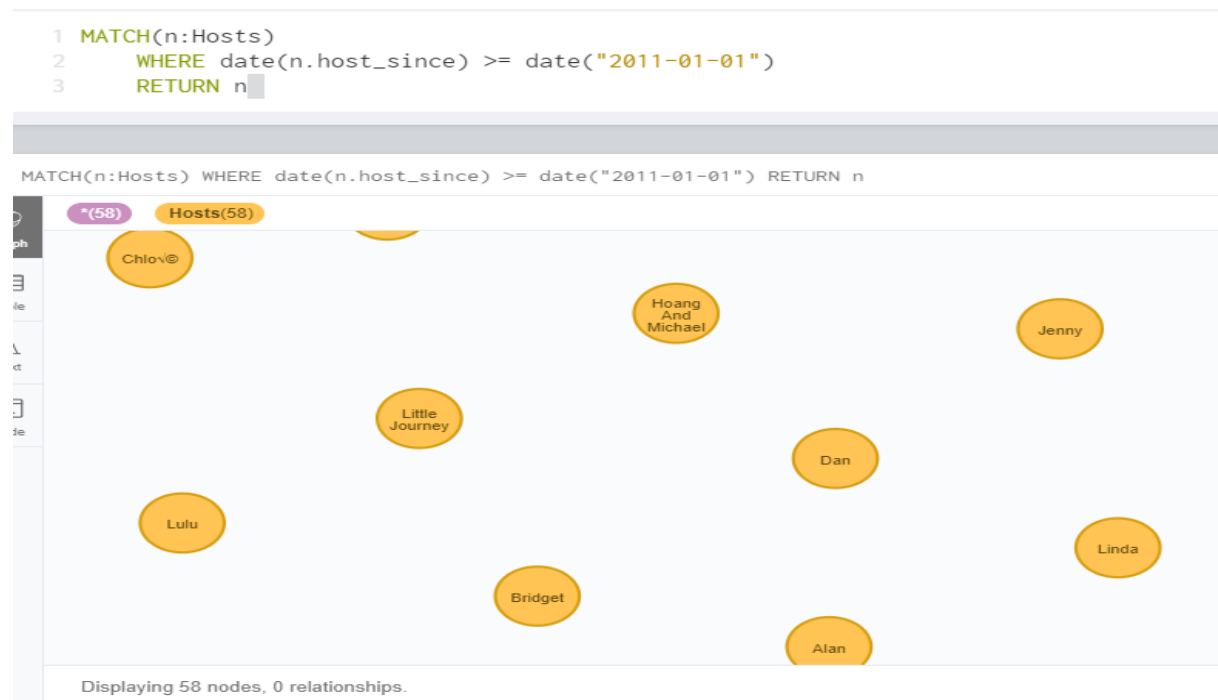 1 MATCH(n:Hosts)
2 WHERE date(n.host_since) >= date("2011-01-01")
3 RETURN n
MATCH(n:Hosts) WHERE date(n.host_since) >= date("2011-01-01") RETURN n
*(58) Hosts(58)
ph
Chlo√©
Hoang
And
Michael
Jenny
Little
Journey
Dan
Lulu
Linda
Bridget
Alan
Displaying 58 nodes, 0 relationships.